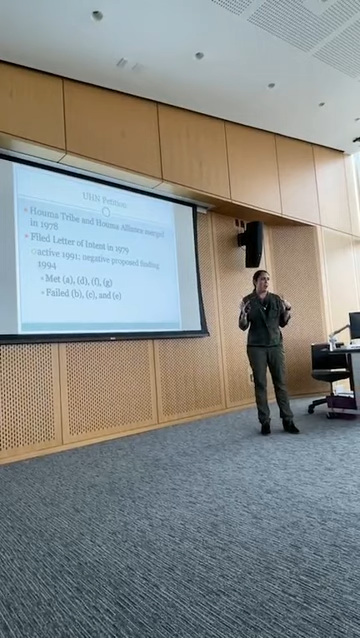 UHN Petition
Houma Tribe and Houma Alliance merged
in 1978
Filed Letter of Intent in 1979
active 1991; negative proposed finding
1994
Met (a), (d), (f), (g)
Failed (b), (c), and (e)